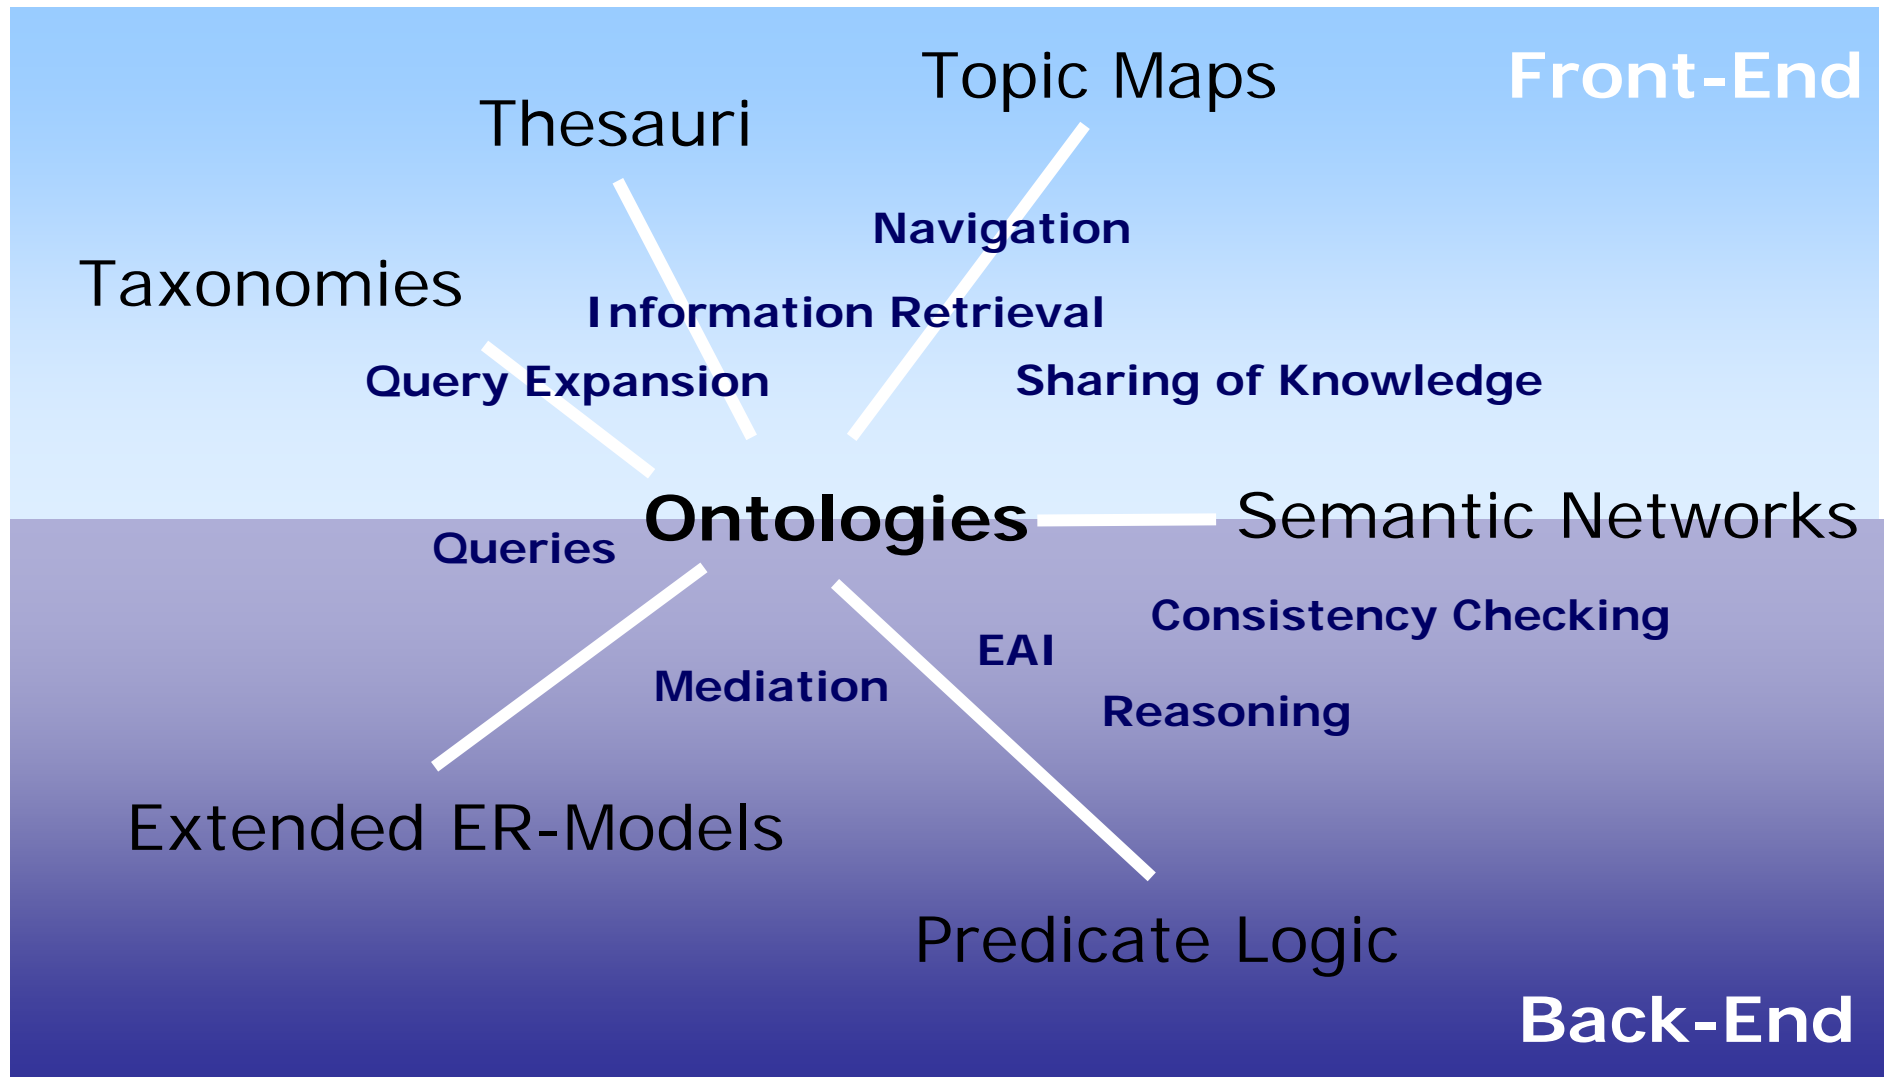 Topic Maps
Front-End
Thesauri
Navigation
Taxonomies
Information Retrieval
Query Expansion
Sharing of Knowledge
Ontologies
Semantic Networks
Queries
Consistency Checking
EAI
Mediation
Reasoning
Extended ER-Models
Predicate Logic
Back-End